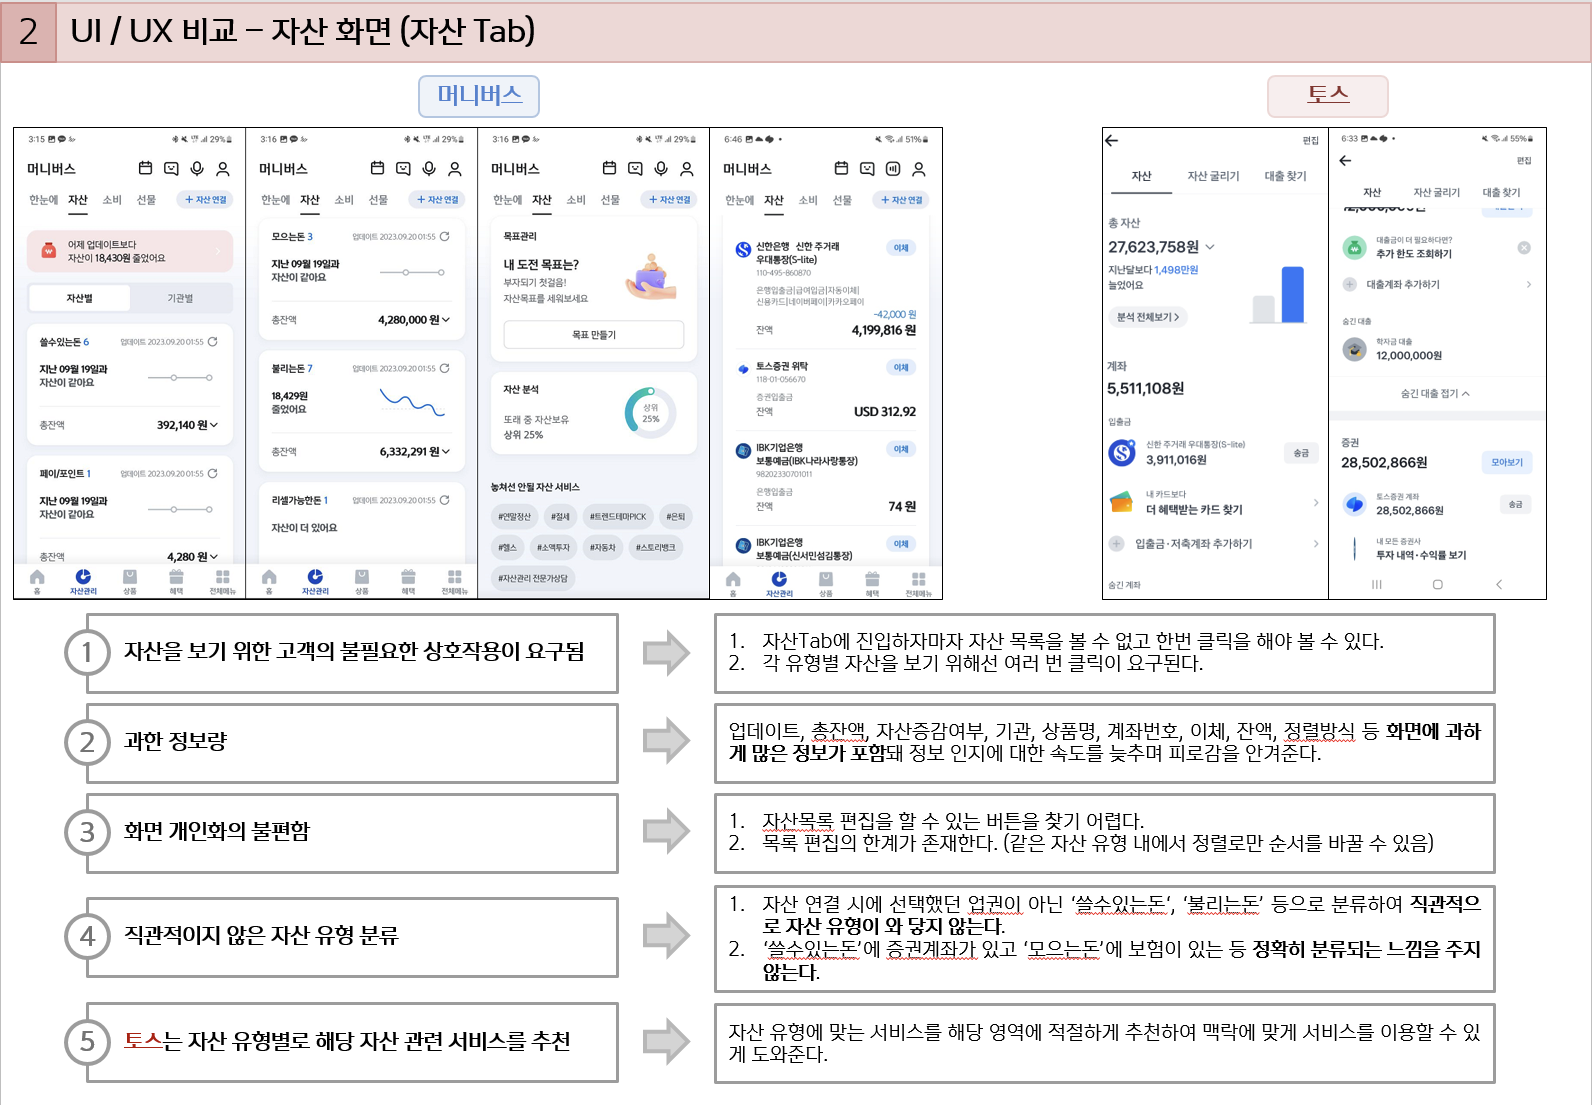 2
UI / UX 비교 – 자산 화면 (자산 Tab)
머니버스
토스
3:15
29%
머니버스
한눈에 자산 소비 선물 + 자산 연결
어제 업데이트보다
자산이 18,430원 줄었어요
자산별 기관별
쓸수있는돈 6 업데이트 2023.09.20 01:55
지난 09월 19일과
자산이 같아요
총잔액 392,140 원
페이/포인트 1 업데이트 2023.09.20 01:55
지난 09월 19일과
자산이 같아요
총잔액 4,280 원
홈 자산관리 상품 혜택 전체메뉴
3:16
29%
머니버스
한눈에 자산 소비 선물 + 자산 연결
모으는돈 3 업데이트 2023.09.20 01:55
지난 09월 19일과
자산이 같아요
총잔액 4,280,000 원
불리는돈 7 업데이트 2023.09.20 01:55
18,429원
줄었어요
총잔액 6,332,291 원
리셀가능한돈 1 업데이트 2023.09.20 01:55
자산이 더 있어요
홈 자산관리 상품 혜택 전체메뉴
3:16
29%
머니버스
한눈에 자산 소비 선물 + 자산 연결
목표관리
내 도전 목표는?
부자되기 첫걸음!
자산목표를 세워보세요
목표 만들기
자산 분석
또래 중 자산보유
상위 25%
상위
25%
놓쳐선 안될 자산 서비스
#연말정산 #절세 #트렌드테마PICK #은퇴
#헬스 #소액투자 #자동차 #스토리뱅크
#자산관리 전문가상담
홈 자산관리 상품 혜택 전체메뉴
6:46
51%
머니버스
한눈에 자산 소비 선물 + 자산 연결
신한은행 신한 주거래
우대통장(S-lite)
이체
110-495-860870
은행입출금|급여입금|자동이체|
신용카드|네이버페이|카카오페이
-42,000 원
잔액 4,199,816 원
토스증권 위탁 이체
118-01-056670
증권입출금
잔액 USD 312.92
IBK기업은행
보통예금(IBK나라사랑통장)
이체
98202330701011
은행입출금
잔액 74 원
IBK기업은행
보통예금(신서민섬김통장)
이체
홈 자산관리 상품 혜택 전체메뉴
편집
자산 자산 굴리기 대출 찾기
총 자산
27,623,758원
지난달보다 1,498만원
늘었어요
분석 전체보기
계좌
5,511,108원
입출금
신한 주거래 우대통장(S-lite)
3,911,016원
송금
내 카드보다
더 혜택받는 카드 찾기
입출금·저축계좌 추가하기
숨긴 계좌
6:33
55%
편집
자산 자산 굴리기 대출 찾기
대출금이 더 필요하다면?
추가 한도 조회하기
대출계좌 추가하기
숨긴 대출
학자금 대출
12,000,000원
숨긴 대출 접기
증권
28,502,866원
모아보기
토스증권 계좌
28,502,866원
송금
내 모든 증권사
투자 내역·수익률 보기
1
자산을 보기 위한 고객의 불필요한 상호작용이 요구됨
1. 자산Tab에 진입하자마자 자산 목록을 볼 수 없고 한번 클릭을 해야 볼 수 있다.
2. 각 유형별 자산을 보기 위해선 여러 번 클릭이 요구된다.
2
과한 정보량
업데이트, 총잔액, 자산증감여부, 기관, 상품명, 계좌번호, 이체, 잔액, 정렬방식 등 화면에 과하
게 많은 정보가 포함돼 정보 인지에 대한 속도를 늦추며 피로감을 안겨준다.
3
화면 개인화의 불편함
1. 자산목록 편집을 할 수 있는 버튼을 찾기 어렵다.
2. 목록 편집의 한계가 존재한다. (같은 자산 유형 내에서 정렬로만 순서를 바꿀 수 있음)
4
직관적이지 않은 자산 유형 분류
1. 자산 연결 시에 선택했던 업권이 아닌 ‘쓸수있는돈‘, ‘불리는돈’ 등으로 분류하여 직관적으
로 자산 유형이 와 닿지 않는다.
2. ‘쓸수있는돈’에 증권계좌가 있고 ‘모으는돈’에 보험이 있는 등 정확히 분류되는 느낌을 주지
않는다.
5
토스는 자산 유형별로 해당 자산 관련 서비스를 추천
자산 유형에 맞는 서비스를 해당 영역에 적절하게 추천하여 맥락에 맞게 서비스를 이용할 수 있
게 도와준다.